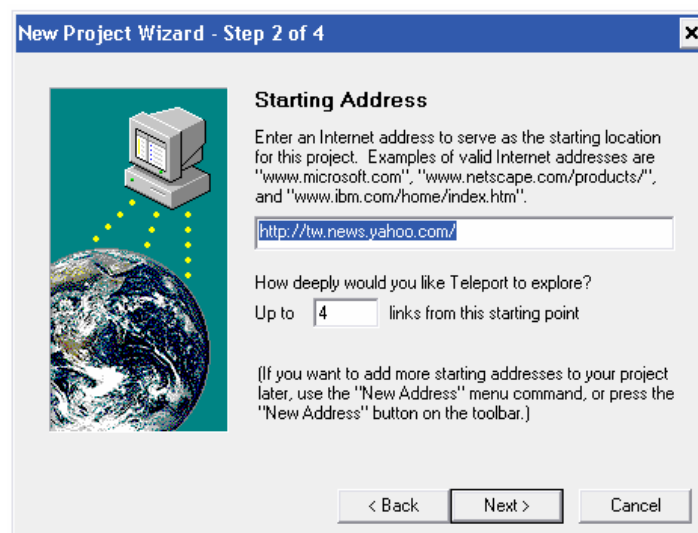 New Project Wizard - Step 2 of 4
Starting Address
Enter an Internet address to serve as the starting location
for this project. Examples of valid Internet addresses are
"www.microsoft.com", "www.netscape.com/products/",
and "www.ibm.com/home/index.htm".
http://tw.news.yahoo.com/
How deeply would you like Teleport to explore?
Up to 4 links from this starting point
(If you want to add more starting addresses to your project
later, use the "New Address" menu command, or press the
"New Address" button on the toolbar.)
< Back Next > Cancel